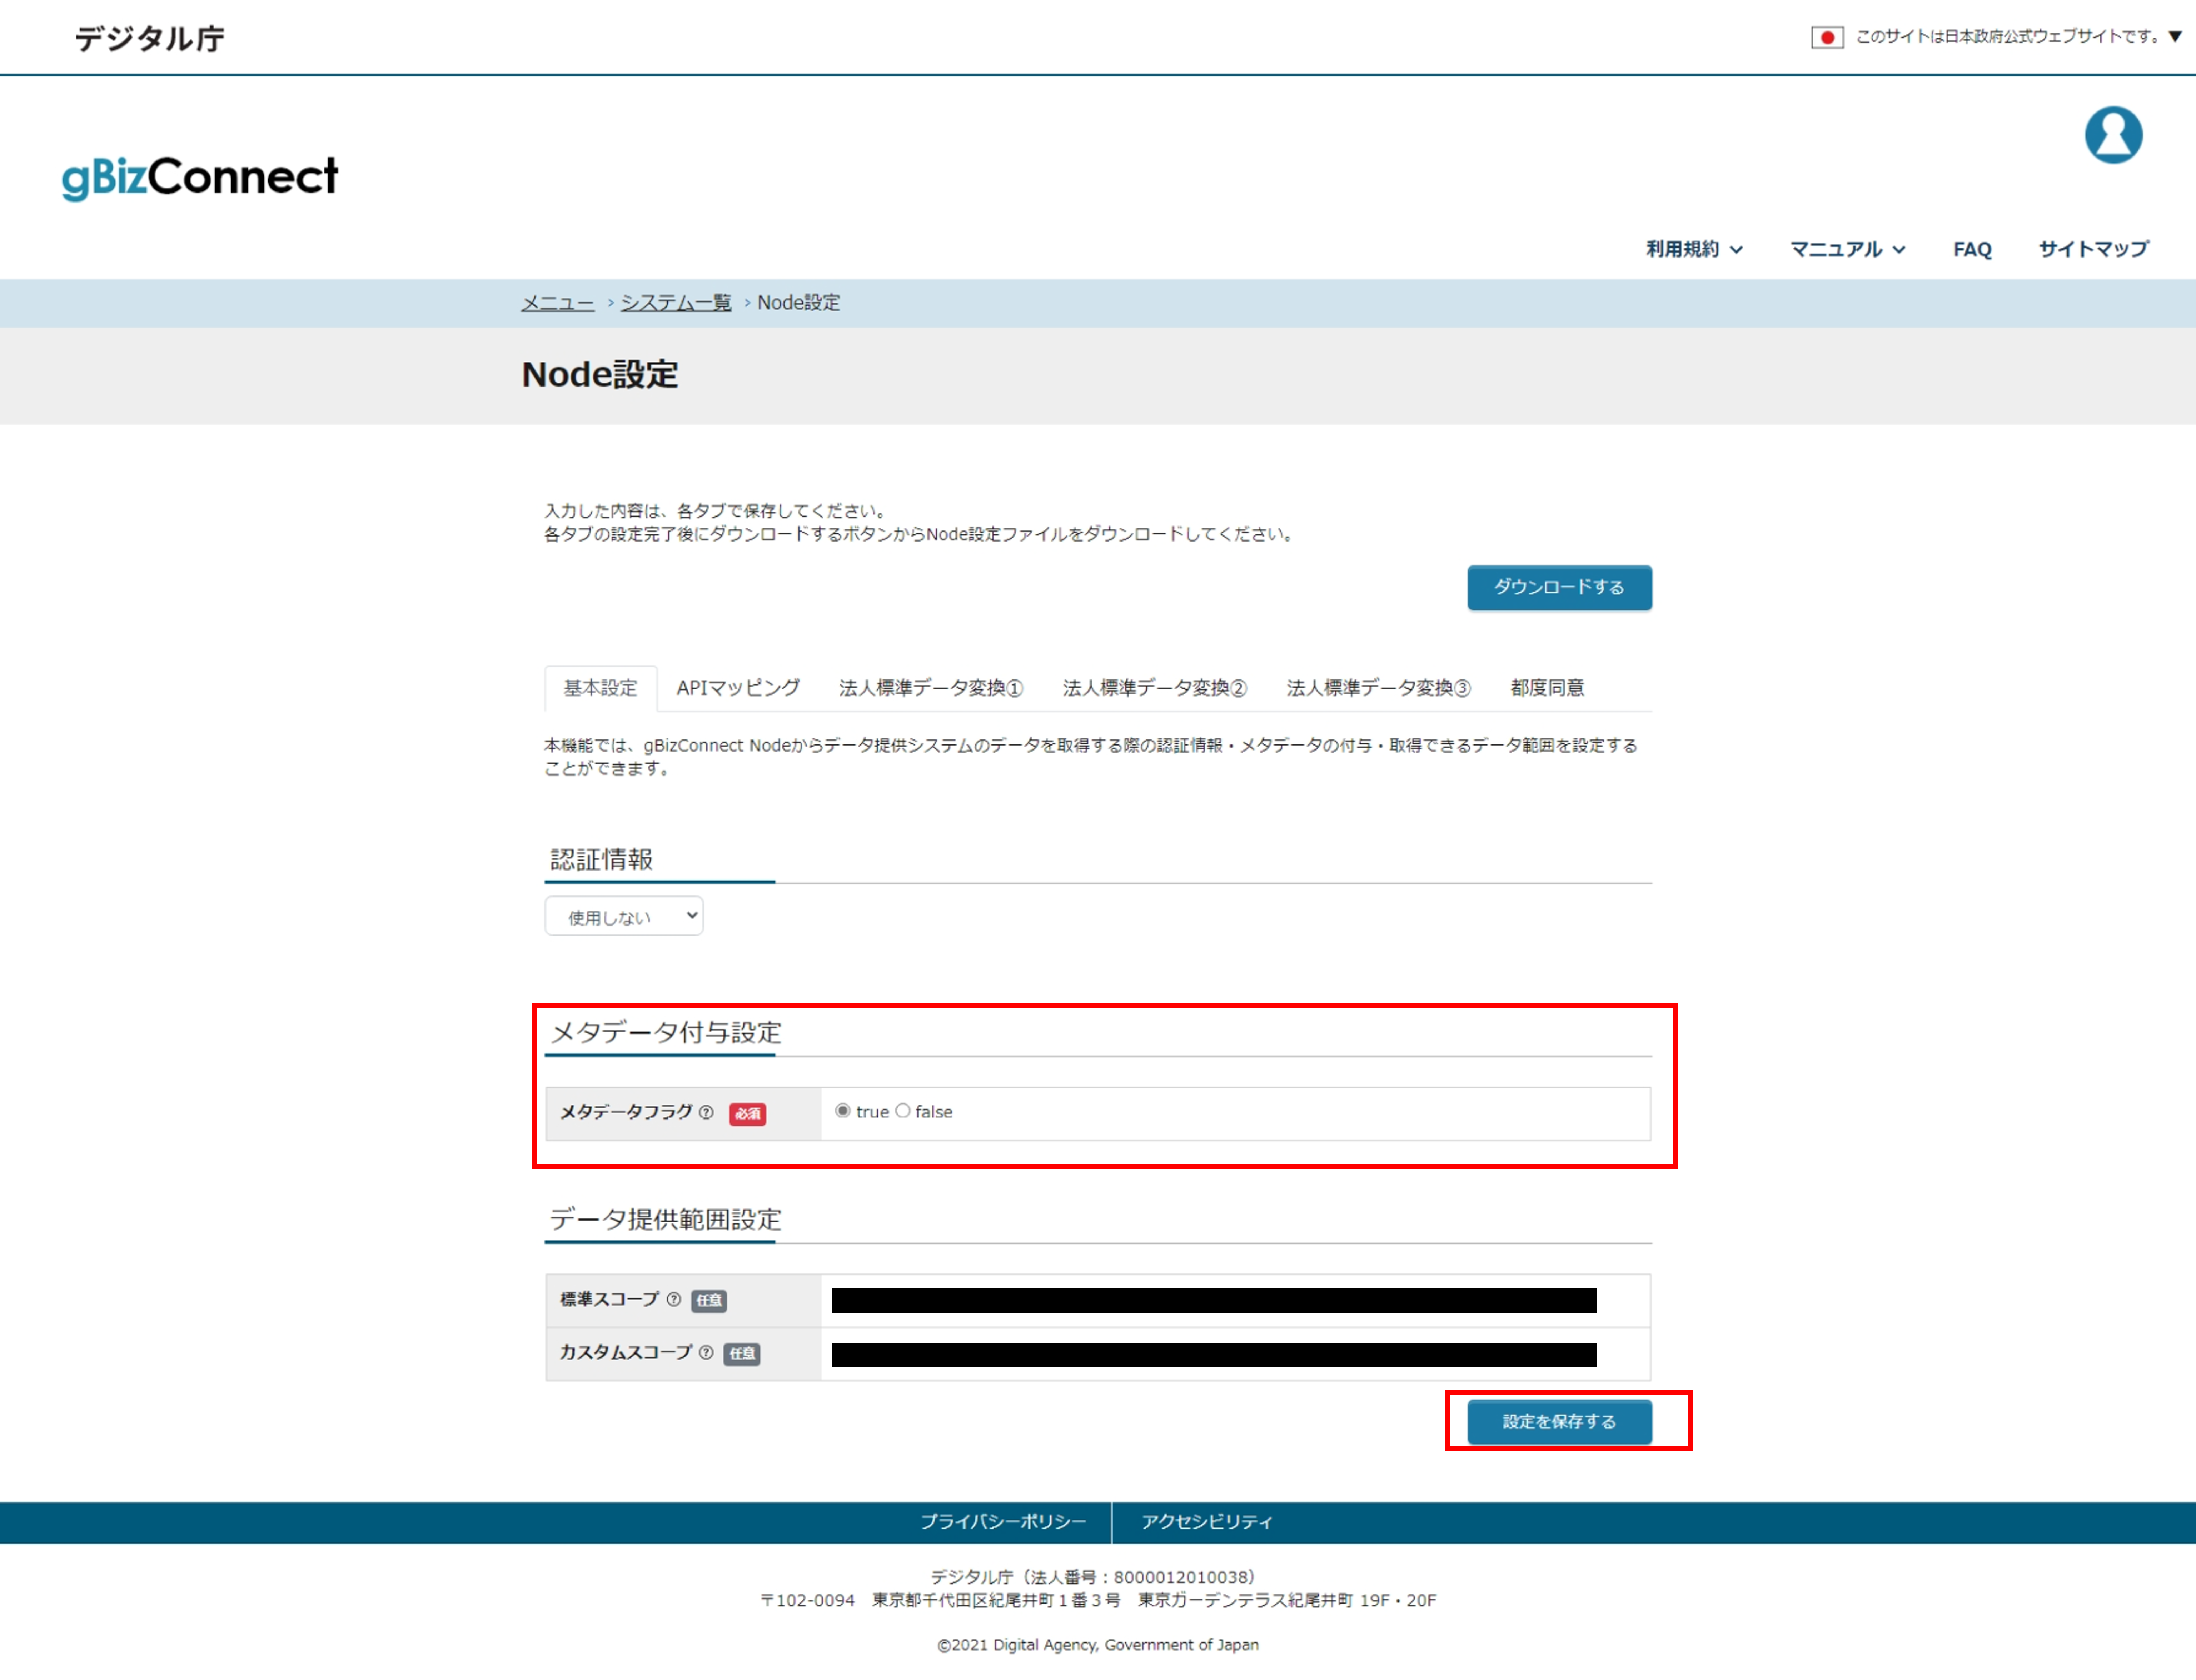 デジタル庁
このサイトは日本政府公式ウェブサイトです。▼
gBizConnect
利用規約 マニュアル FAQ サイトマップ
メニュー > システム一覧 > Node設定
Node設定
入力した内容は、各タブで保存してください。
各タブの設定完了後にダウンロードするボタンからNode設定ファイルをダウンロードしてください。
ダウンロードする
基本設定 APIマッピング 法人標準データ変換① 法人標準データ変換② 法人標準データ変換③ 都度同意
本機能では、gBizConnect Nodeからデータ提供システムのデータを取得する際の認証情報・メタデータの付与・取得できるデータ範囲を設定する
ことができます。
認証情報
使用しない
メタデータ付与設定
メタデータフラグ ? 必須 true false
データ提供範囲設定
標準スコープ ? 任意
カスタムスコープ ? 任意
設定を保存する
プライバシーポリシー アクセシビリティ
デジタル庁（法人番号：8000012010038）
〒102-0094　東京都千代田区紀尾井町１番３号　東京ガーデンテラス紀尾井町 19F・20F
©2021 Digital Agency, Government of Japan